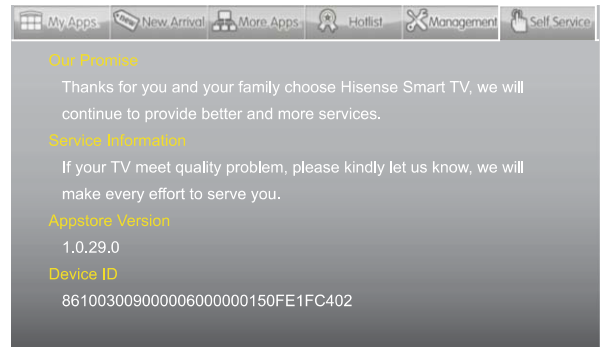 My Apps New New Arrival More Apps Hotlist Management Self Service
Our Promise
Thanks for you and your family choose Hisense Smart TV, we will
continue to provide better and more services.
Service Information
If your TV meet quality problem, please kindly let us know, we will
make every effort to serve you.
Appstore Version
1.0.29.0
Device ID
861003009000006000000150FE1FC402